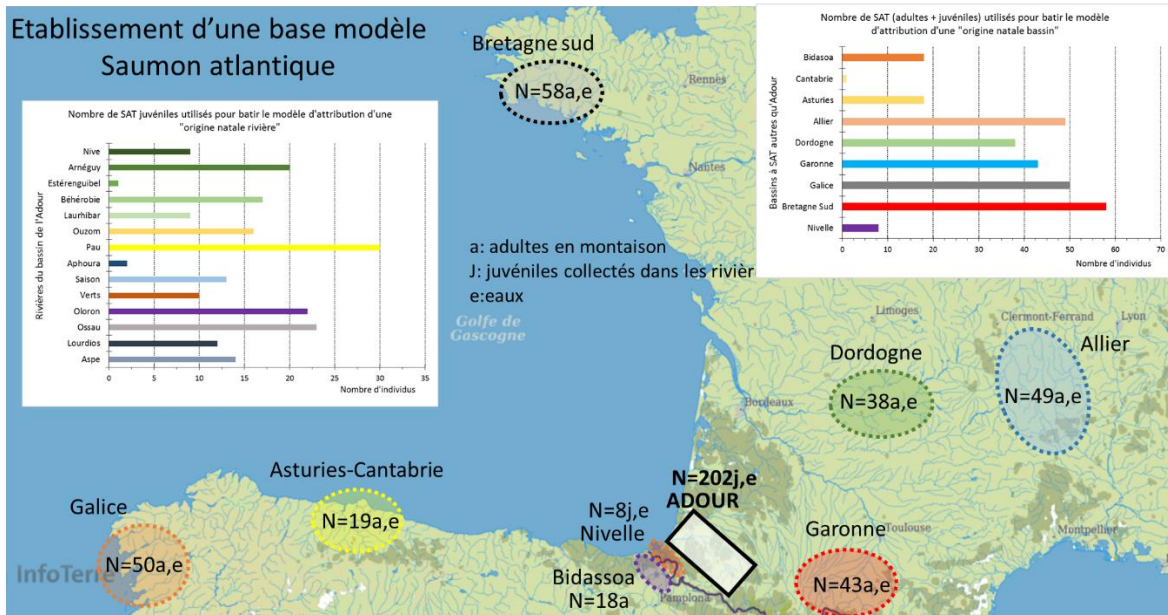 Etablissement d'une base modèle
Saumon atlantique
Nombre de SAT juvéniles utilisés pour batir le modèle d'attribution d'une
"origine natale rivière"
Rivières du bassin de l'Adour
Nive
Arnéguy
Estérenguibel
Béhérobie
Laurhibar
Ouzom
Pau
Aphoura
Saison
Verts
Oloron
Ossau
Lourdios
Aspe
0
5
10
15
20
25
30
35
Nombre d'individus
Nombre de SAT (adultes + juvéniles) utilisés pour batir le modèle
d'attribution d'une "origine natale bassin"
Bassins à SAT autres qu'Adour
Bidasoa
Cantabrie
Asturies
Allier
Dordogne
Garonne
Galice
Bretagne Sud
Nivelle
0
10
20
30
40
50
60
70
Nombre d'individus
Bretagne sud
N=58a,e
Rennes
Nantes
a: adultes en montaison
J: juvéniles collectés dans les riviè
e:eaux
Golfe de
Gascogne
Limoges
Clermont-Ferrand
Lyon
Allier
N=49a,e
Dordogne
N=38a,e
Bordeaux
Asturies-Cantabrie
N=19a,e
Galice
N=50a,e
InfoTerre
N=202j,e
ADOUR
N=8j,e
Nivelle
Bidassoa
N=18a
Pamplona
Garonne
N=43a,e
Toulouse
Montpellier